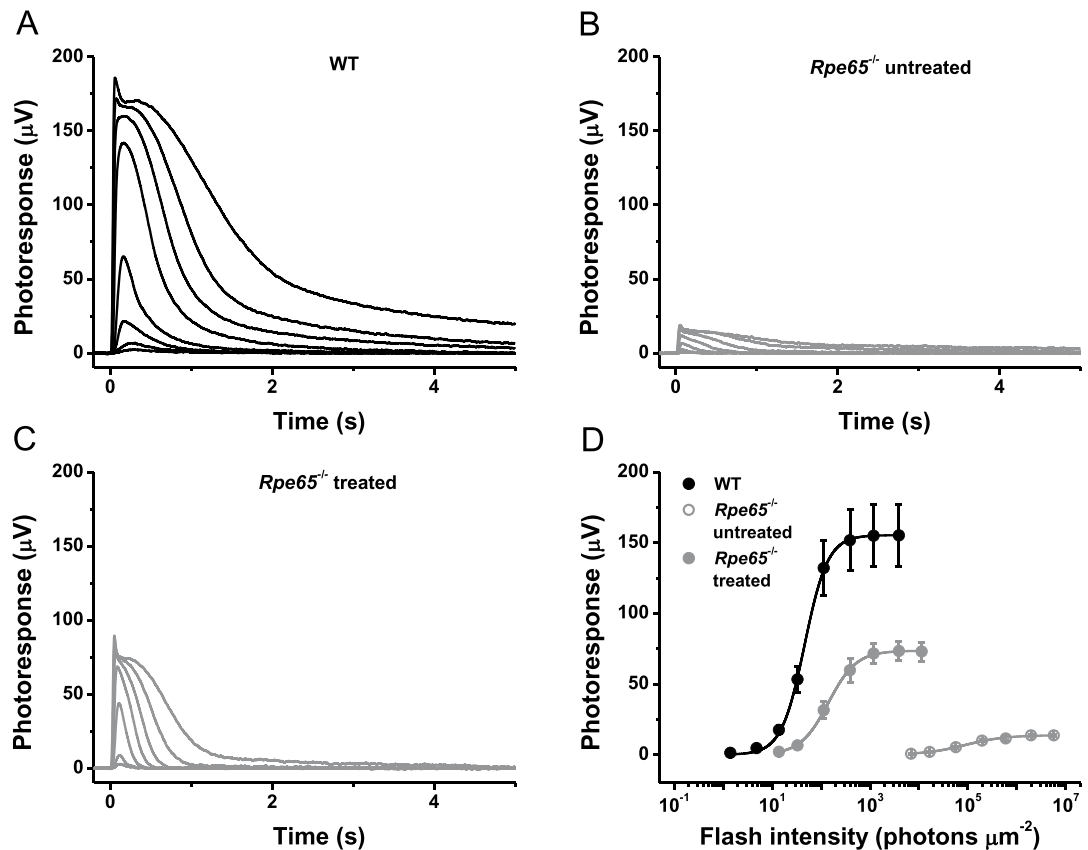 A
WT
200
150
100
50
0
Photoresponse (μV)
0 2 4
Time (s)
B
Rpe65-/- untreated
200
150
100
50
0
Photoresponse (μV)
0 2 4
Time (s)
C
Rpe65-/- treated
200
150
100
50
0
Photoresponse (μV)
0 2 4
Time (s)
D
WT
Rpe65-/-
untreated
Rpe65-/-
treated
200
150
100
50
0
Photoresponse (μV)
10-1 101 102 103 105 107
Flash intensity (photons μm-2)